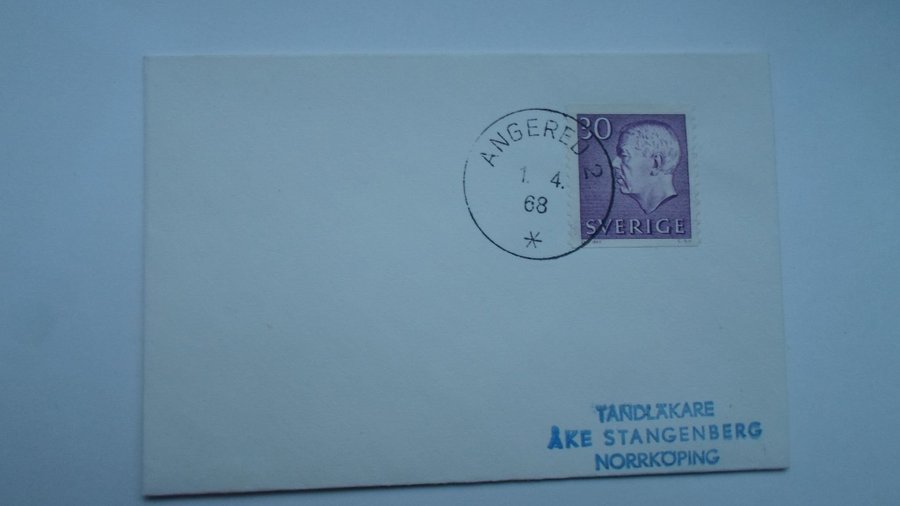 ANGERED 2
1. 4.
68
*
30
SVERIGE
TANDLÄKARE
ÅKE STANGENBERG
NORRKÖPING